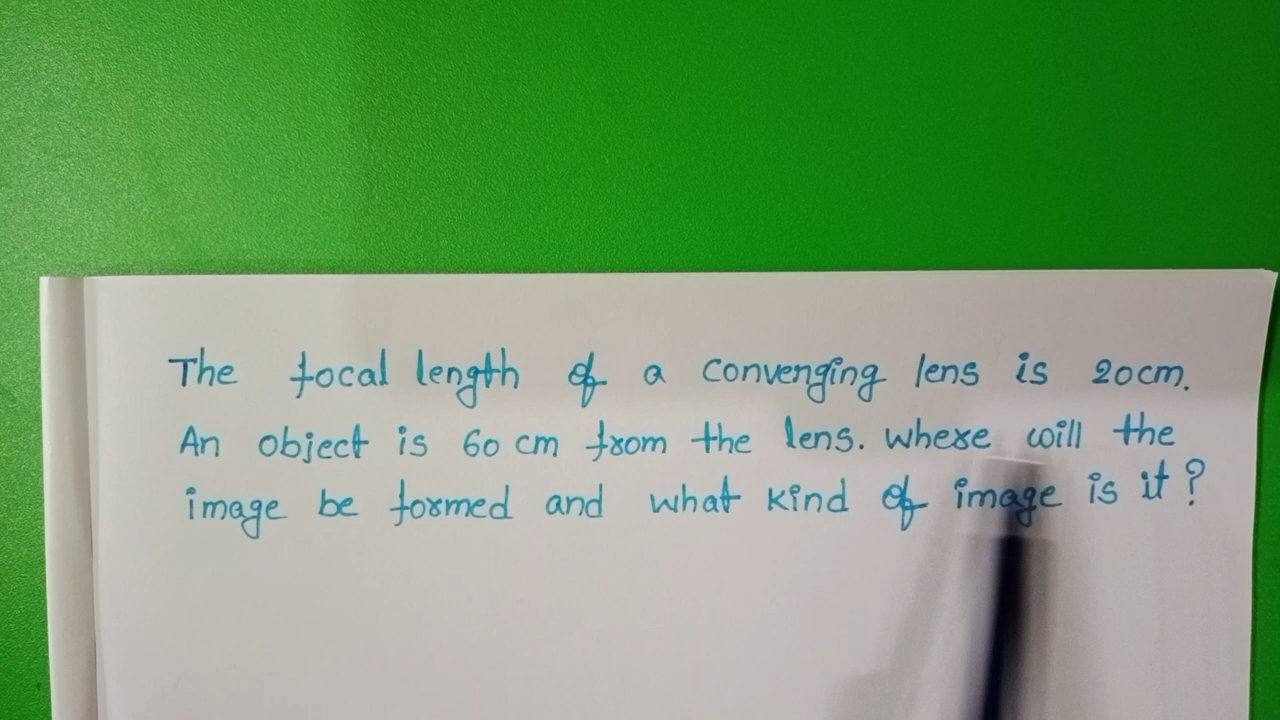 The focal length of a converging lens is 20cm.
An object is 60 cm from the lens. where will the
image be formed and what kind of image is it?